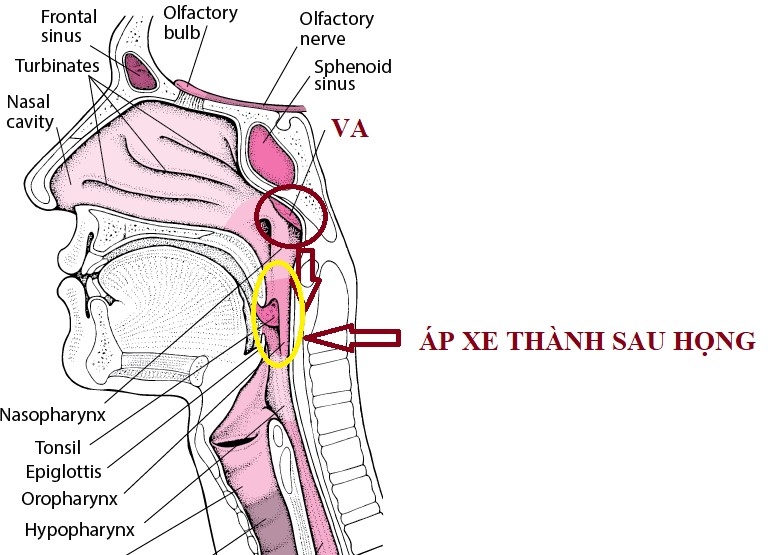 Frontal
sinus
Olfactory
bulb
Olfactory
nerve
Turbinates
Sphenoid
sinus
Nasal
cavity
VA
ÁP XE THÀNH SAU HỌNG
Nasopharynx
Tonsil
Epiglottis
Oropharynx
Hypopharynx